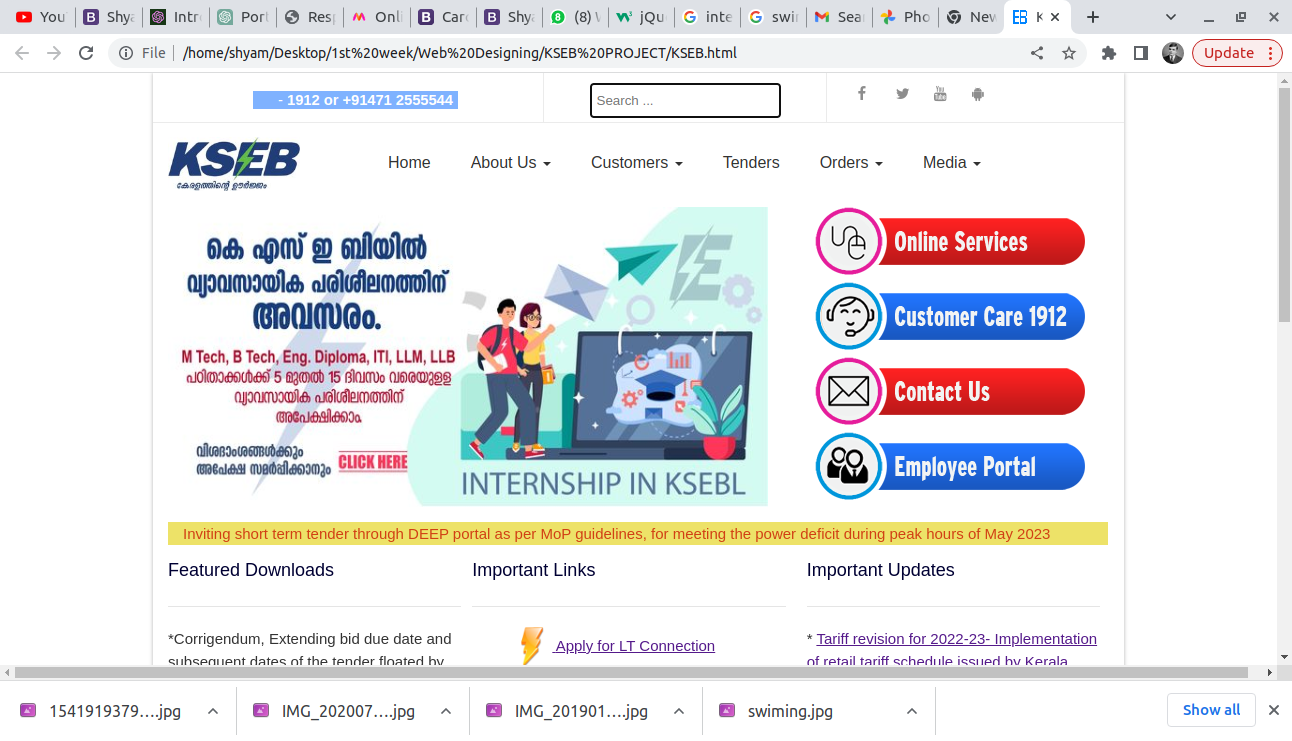 You
Shya
Intr
Port
Resp
Onli
Card
Shya
(8) W
jQue
inte
swir
Sear
Pho
New
K
File
/home/shyam/Desktop/1st%20week/Web%20Designing/KSEB%20PROJECT/KSEB.html
Update
- 1912 or +91471 2555544
Search ...
KSEB
കേരളത്തിന്റെ ഊർജ്ജം
Home
About Us
Customers
Tenders
Orders
Media
കെ എസ് ഇ ബിയിൽ
വ്യാവസായിക പരിശീലനത്തിന്
അവസരം.
M Tech, B Tech, Eng. Diploma, ITI, LLM, LLB
പഠിതാക്കൾക്ക് 5 മുതൽ 15 ദിവസം വരെയുള്ള
വ്യാവസായിക പരിശീലനത്തിന്
അപേക്ഷിക്കാം.
വിശദാംശങ്ങൾക്കും
അപേക്ഷ സമർപ്പിക്കാനും CLICK HERE
INTERNSHIP IN KSEBL
Online Services
Customer Care 1912
Contact Us
Employee Portal
Inviting short term tender through DEEP portal as per MoP guidelines, for meeting the power deficit during peak hours of May 2023
Featured Downloads
Important Links
Important Updates
*Corrigendum, Extending bid due date and
subsequent dates of the tender floated by
Apply for LT Connection
* Tariff revision for 2022-23- Implementation
of retail tariff schedule issued by Kerala
1541919379....jpg
IMG_202007....jpg
IMG_201901....jpg
swiming.jpg
Show all